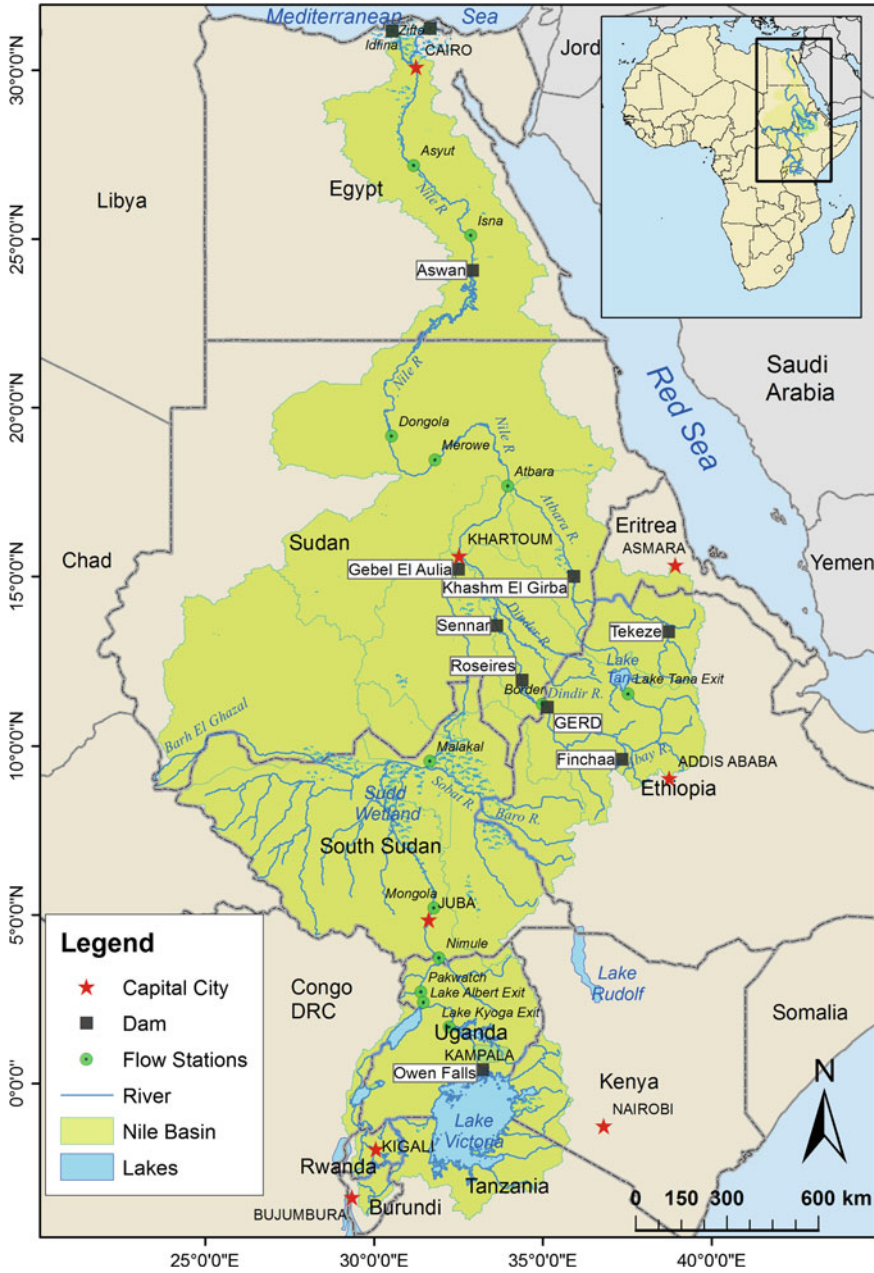 Mediterranean Sea
Idfina
Zifta
CAIRO
Jord
30°0'0"N
Asyut
Libya
Egypt
Nile R
Isna
25°0'0"N
Aswan
Saudi
Arabia
Red Sea
Nile R
20°0'0"N
Dongola
Merowe
Nile R
Atbara
Atbara R.
Eritrea
ASMARA
Sudan
KHARTOUM
Chad
Yemen
Gebel El Aulia
Khashm El Girba
15°0'0"N
Sennar
Dinder R.
Tekeze
Roseires
Lake
Tana
Lake Tana Exit
Border
Dindir R.
GERD
Barh El Ghazal
10°0'0"N
Malakal
Finchaa
bay R.
ADDIS ABABA
Ethiopia
Sobat R.
Sudd
Wetland
Baro R.
South Sudan
Mongola
JUBA
5°0'0"N
Nimule
Legend
Capital City
Dam
Flow Stations
River
Nile Basin
Lakes
Congo
DRC
Pakwatch
Lake Albert Exit
Lake Kyoga Exit
Uganda
KAMPALA
Owen Falls
Lake
Rudolf
Somalia
0°0'0"
Kenya
NAIROBI
N
Lake
Victoria
KIGALI
Rwanda
Tanzania
BUJUMBURA
Burundi
0 150 300 600 km
25°0'0"E 30°0'0"E 35°0'0"E 40°0'0"E